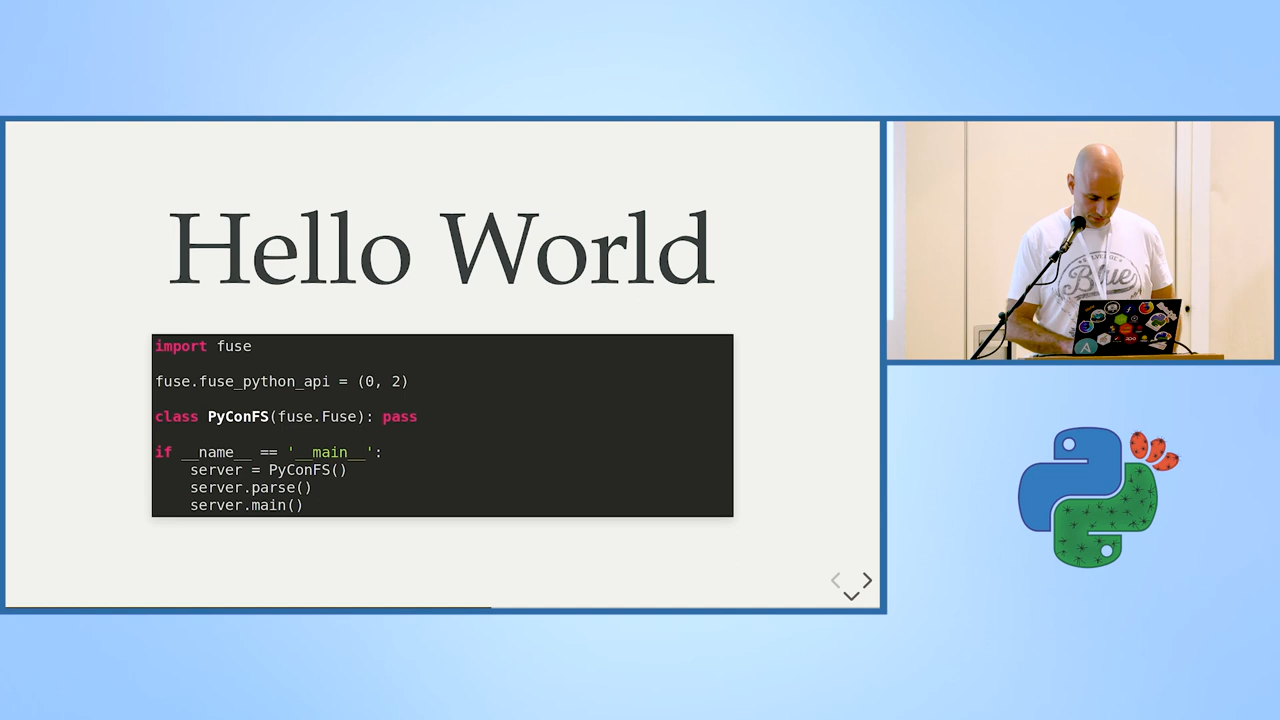 Hello World
import fuse
fuse.fuse_python_api = (0, 2)
class PyConFS(fuse.Fuse): pass
if __name__ == '__main__':
    server = PyConFS()
    server.parse()
    server.main()
Blue
A